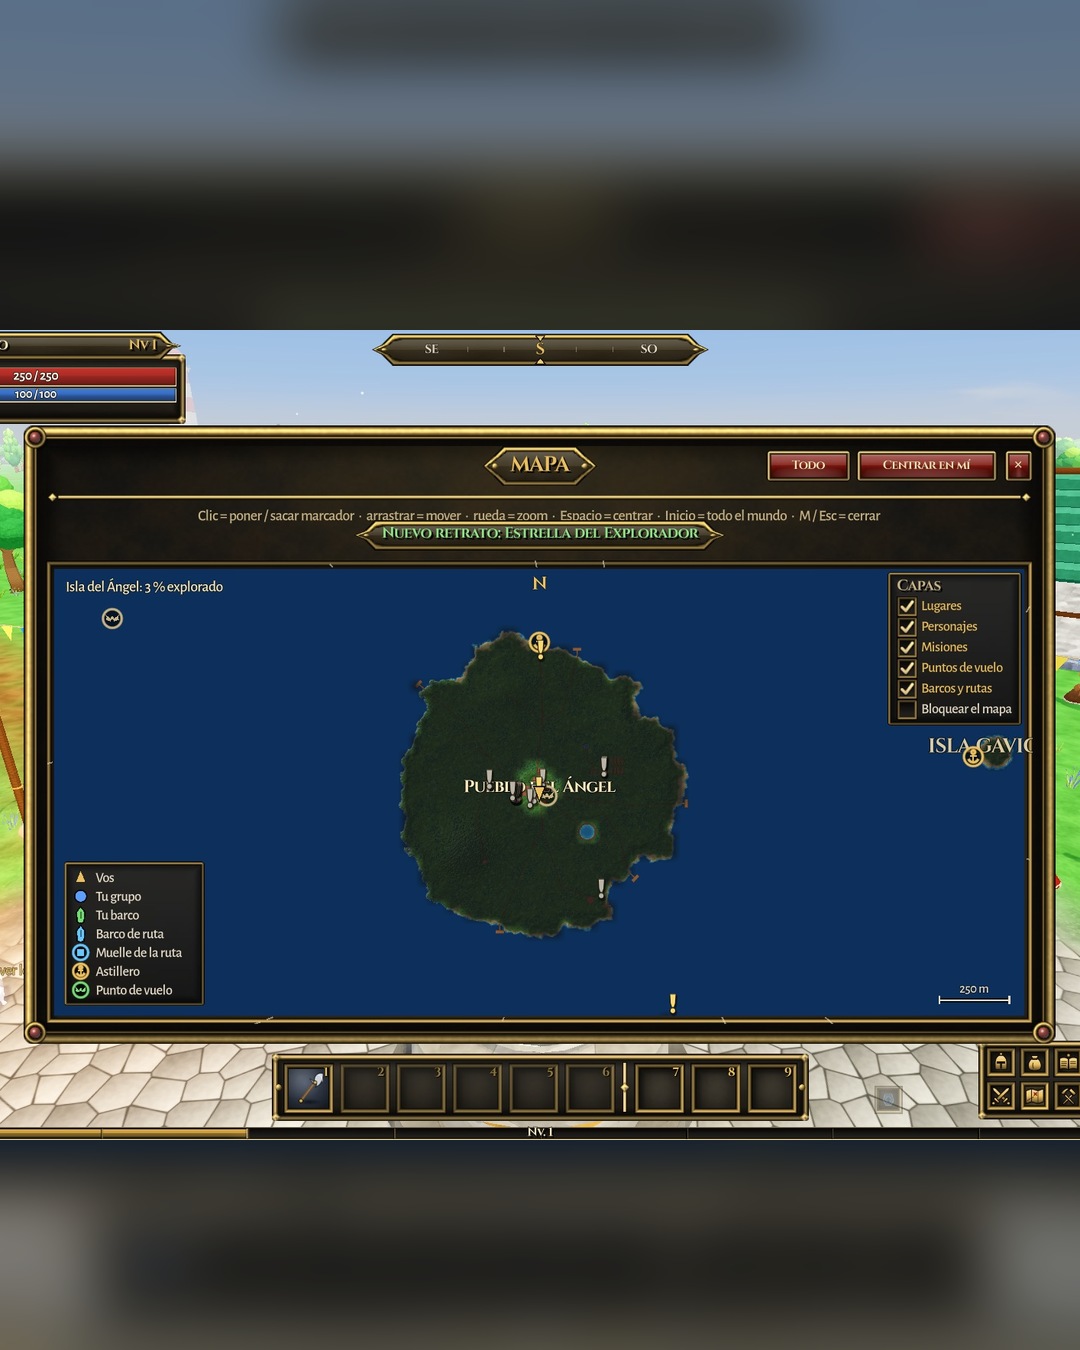 O NV 1
250 / 250
100 / 100
SE S SO
MAPA
TODO
CENTRAR EN MÍ
×
Clic = poner / sacar marcador · arrastrar = mover · rueda = zoom · Espacio = centrar · Inicio = todo el mundo · M / Esc = cerrar
NUEVO RETRATO: ESTRELLA DEL EXPLORADOR
Isla del Ángel: 3 % explorado
N
CAPAS
Lugares
Personajes
Misiones
Puntos de vuelo
Barcos y rutas
Bloquear el mapa
ISLA GAVIO
ÁNGEL
Vos
Tu grupo
Tu barco
Barco de ruta
Muelle de la ruta
Astillero
Punto de vuelo
250 m
1 2 3 4 5 6 7 8 9
NV. 1